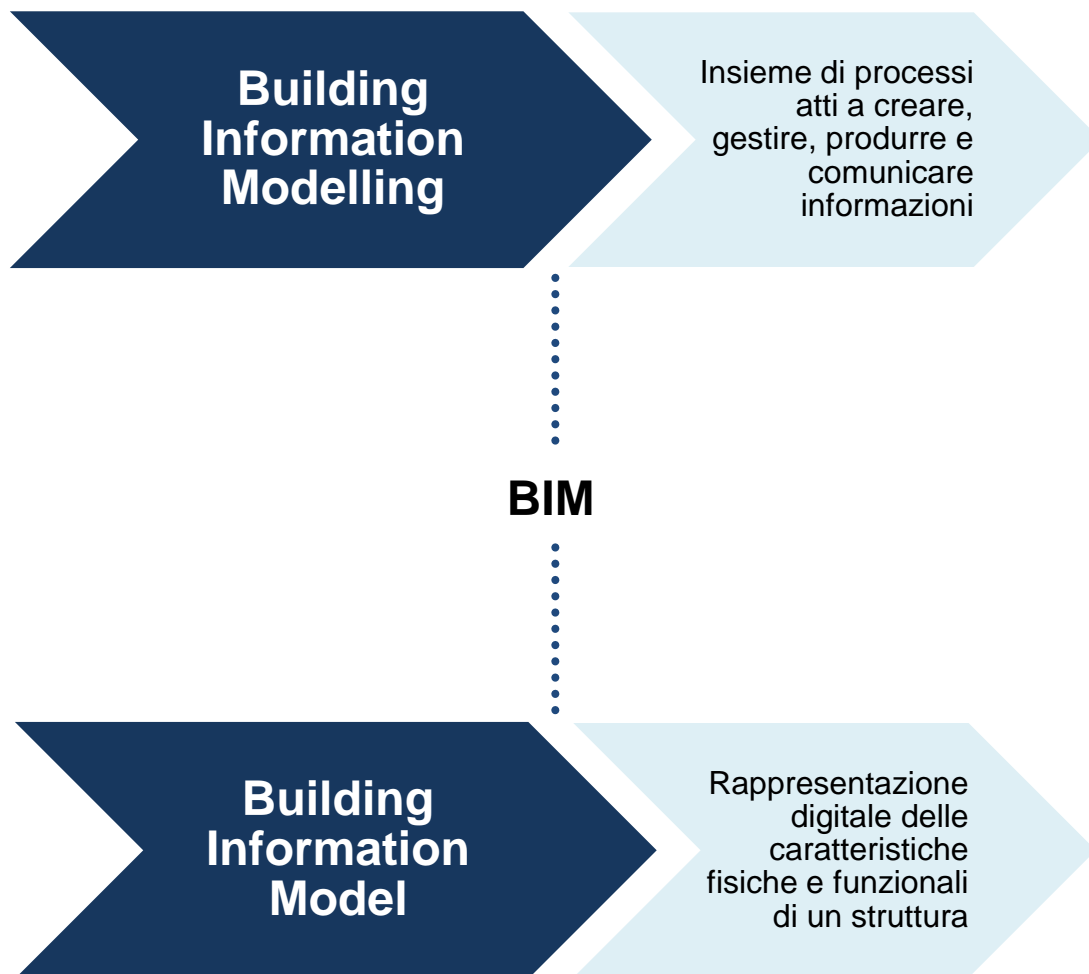 Building
Information
Modelling
Insieme di processi
atti a creare,
gestire, produrre e
comunicare
informazioni
BIM
Building
Information
Model
Rappresentazione
digitale delle
caratteristiche
fisiche e funzionali
di un struttura